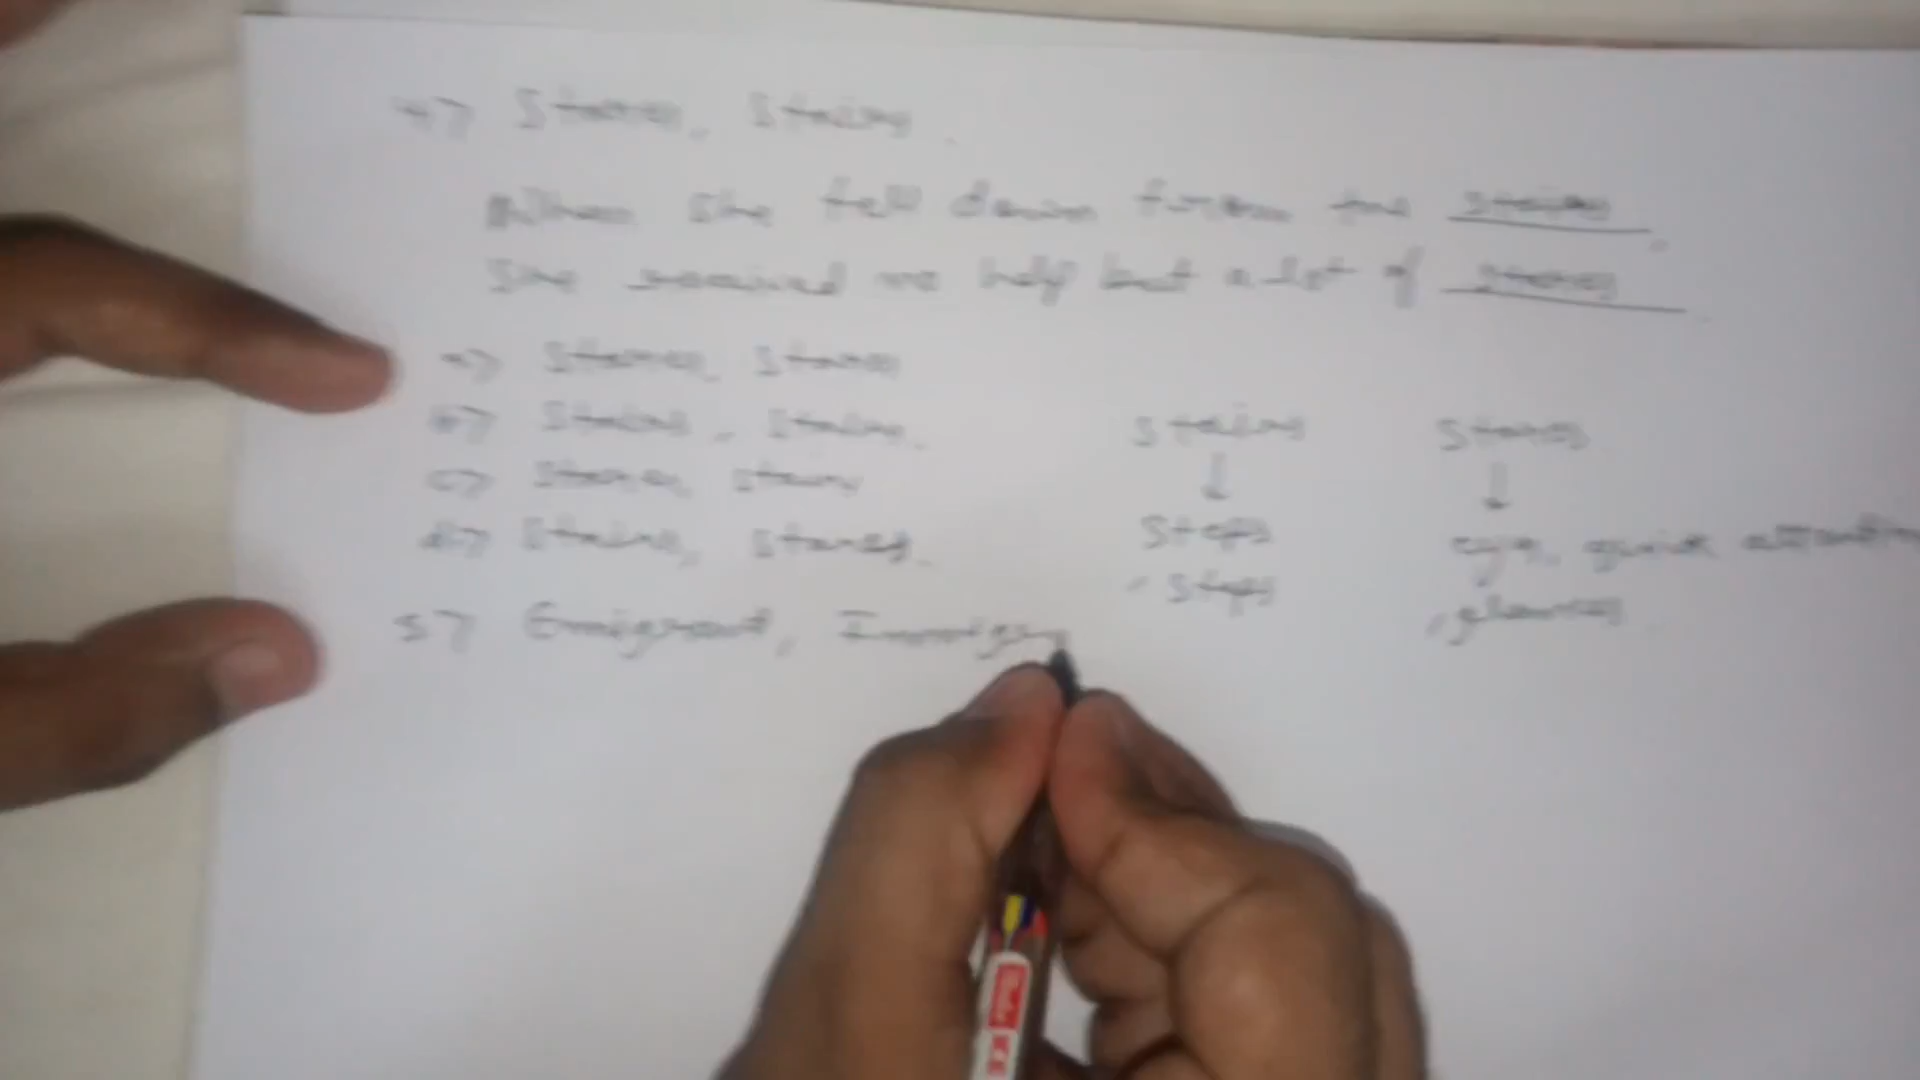 4> Stares, Stairs.
When she fell down from the stairs.
She received no help but a lot of stares.
a> Stares, Stares
b> Stairs, Stairs.
c> Stares, stairs
d> Stairs, Stares.
Stairs
↓
Steps
, Steps
Stares
↓
eye, quick
, glances
5> Emigrant, Immigr